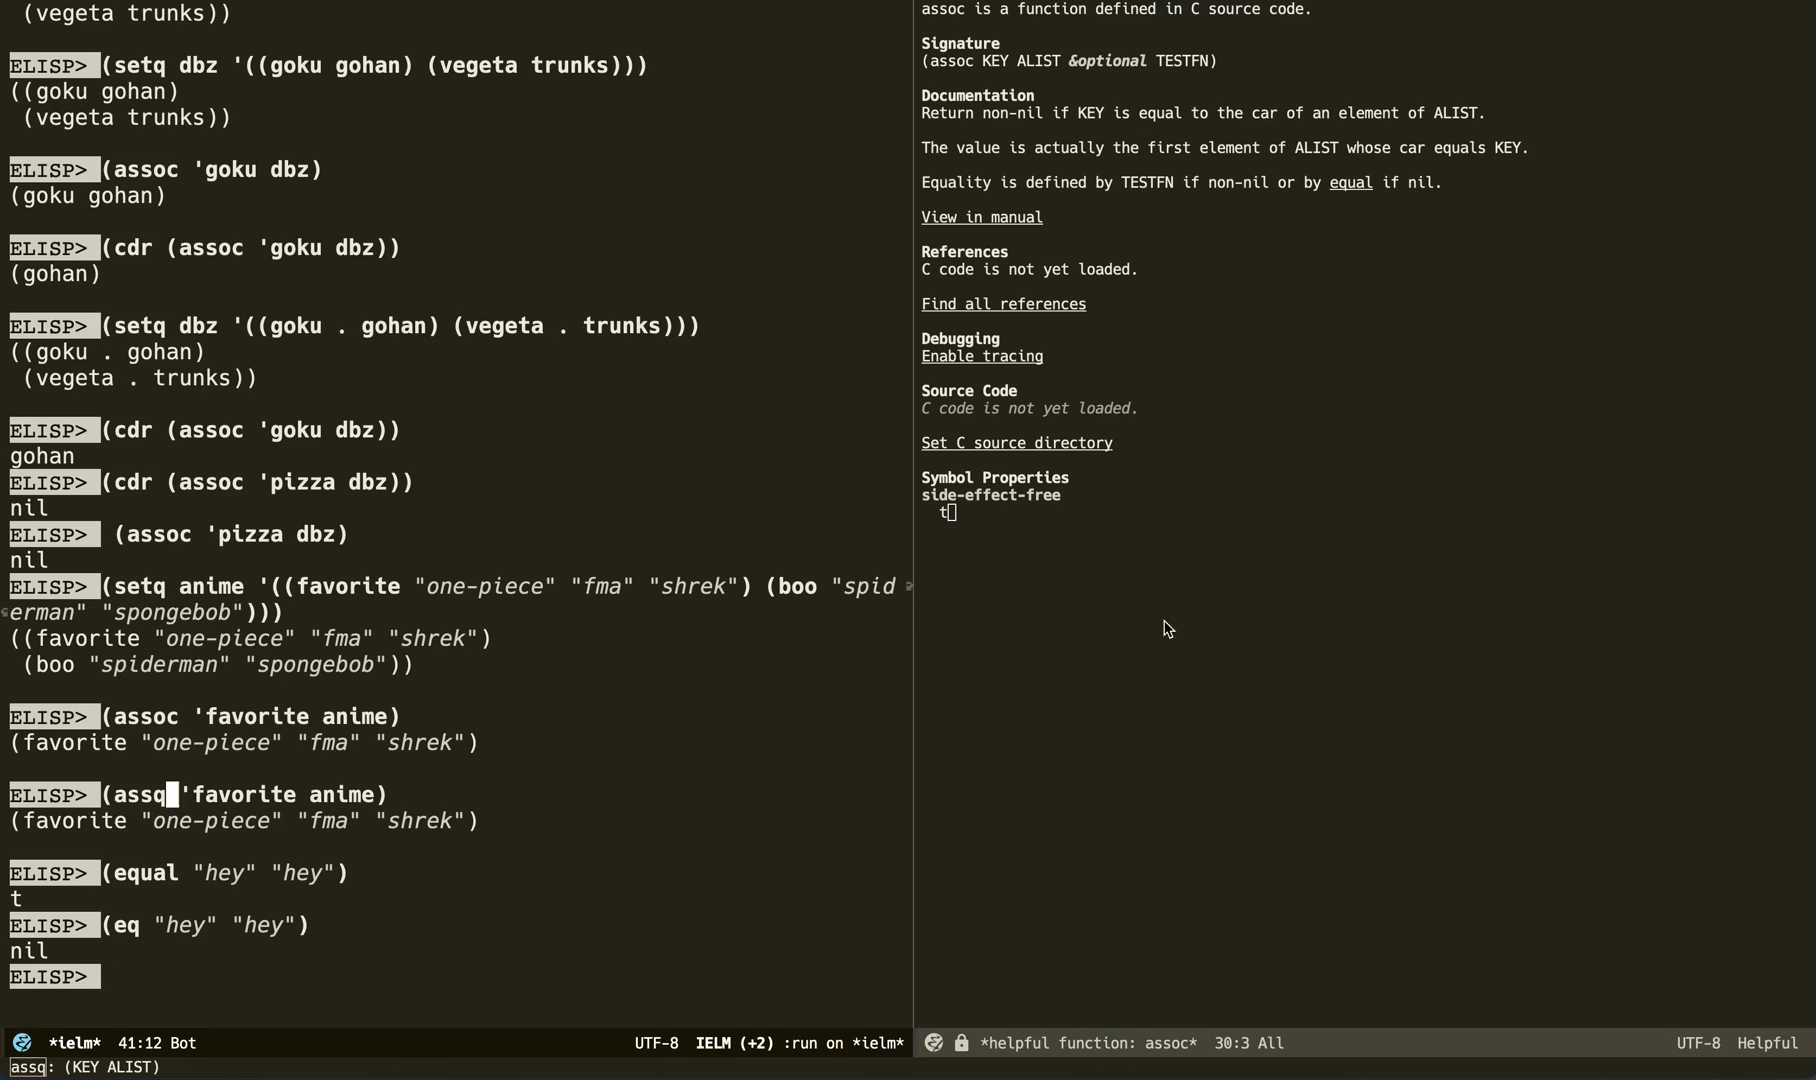 (vegeta trunks))
ELISP> (setq dbz '((goku gohan) (vegeta trunks)))
((goku gohan)
(vegeta trunks))
ELISP> (assoc 'goku dbz)
(goku gohan)
ELISP> (cdr (assoc 'goku dbz))
(gohan)
ELISP> (setq dbz '((goku . gohan) (vegeta . trunks)))
((goku . gohan)
(vegeta . trunks))
ELISP> (cdr (assoc 'goku dbz))
gohan
ELISP> (cdr (assoc 'pizza dbz))
nil
ELISP> (assoc 'pizza dbz)
nil
ELISP> (setq anime '((favorite "one-piece" "fma" "shrek") (boo "spid
erman" "spongebob")))
((favorite "one-piece" "fma" "shrek")
(boo "spiderman" "spongebob"))
ELISP> (assoc 'favorite anime)
(favorite "one-piece" "fma" "shrek")
ELISP> (assq 'favorite anime)
(favorite "one-piece" "fma" "shrek")
ELISP> (equal "hey" "hey")
t
ELISP> (eq "hey" "hey")
nil
ELISP>
*ielm* 41:12 Bot UTF-8 IELM (+2) :run on *ielm*
assq: (KEY ALIST)
assoc is a function defined in C source code.
Signature
(assoc KEY ALIST &optional TESTFN)
Documentation
Return non-nil if KEY is equal to the car of an element of ALIST.
The value is actually the first element of ALIST whose car equals KEY.
Equality is defined by TESTFN if non-nil or by equal if nil.
View in manual
References
C code is not yet loaded.
Find all references
Debugging
Enable tracing
Source Code
C code is not yet loaded.
Set C source directory
Symbol Properties
side-effect-free
t
*helpful function: assoc* 30:3 All UTF-8 Helpful